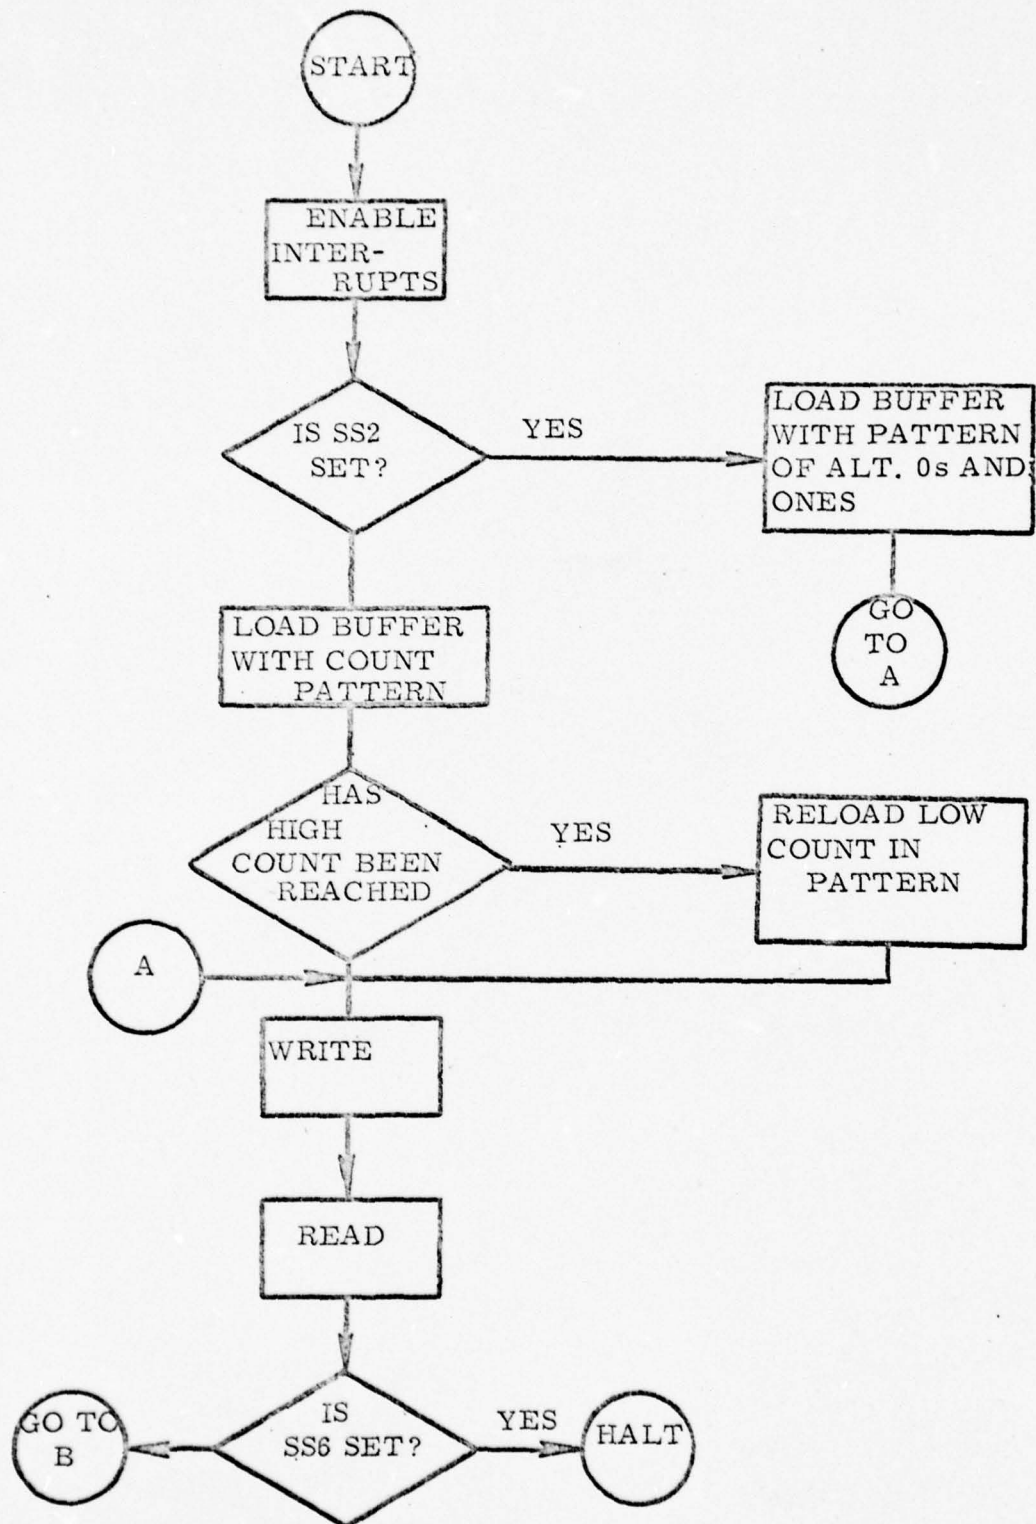 START
ENABLE
INTER-
RUPTS
IS SS2
SET?
YES
LOAD BUFFER
WITH PATTERN
OF ALT. 0s AND
ONES
GO
TO
A
LOAD BUFFER
WITH COUNT
PATTERN
HAS
HIGH
COUNT BEEN
REACHED
YES
RELOAD LOW
COUNT IN
PATTERN
A
WRITE
READ
IS
SS6 SET?
YES
HALT
GO TO
B